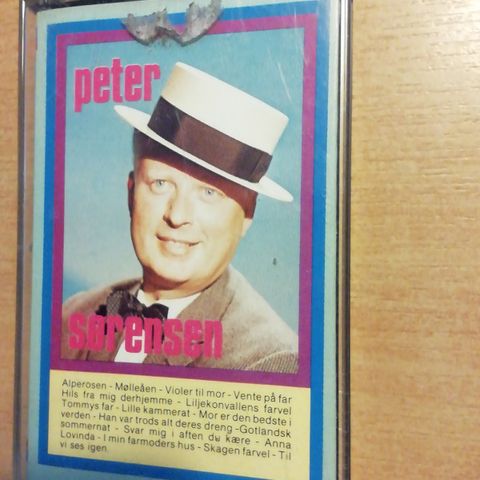 peter
sørensen
Alperosen - Mølleåen - Violer til mor - Vente på far
Hils fra mig derhjemme - Liljekonvallens farvel
Tommys far - Lille kammerat - Mor er den bedste i
verden - Han var trods alt deres dreng -Gotlandsk
sommernat - Svar mig i aften du kære - Anna
Lovinda - I min farmoders hus - Skagen farvel - Til
vi ses igen